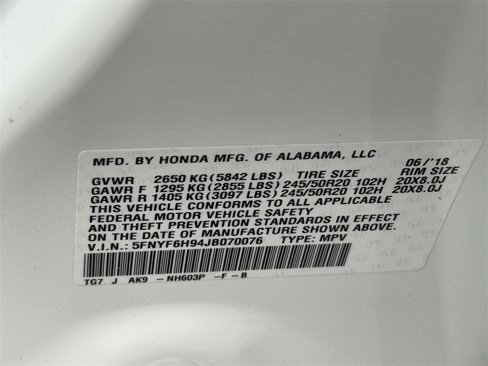 MFD. BY HONDA MFG. OF ALABAMA, LLC 06/'18
GVWR 2650 KG (5842 LBS) TIRE SIZE RIM SIZE
GAWR F 1295 KG (2855 LBS) 245/50R20 102H 20X8.0J
GAWR R 1405 KG (3097 LBS) 245/50R20 102H 20X8.0J
THIS VEHICLE CONFORMS TO ALL APPLICABLE
FEDERAL MOTOR VEHICLE SAFETY
AND THEFT PREVENTION STANDARDS IN EFFECT
ON THE DATE OF MANUFACTURE SHOWN ABOVE.
V.I.N.: 5FNYF6H94JB070076 TYPE: MPV
TG7 J AK9 -NH603P -F-B